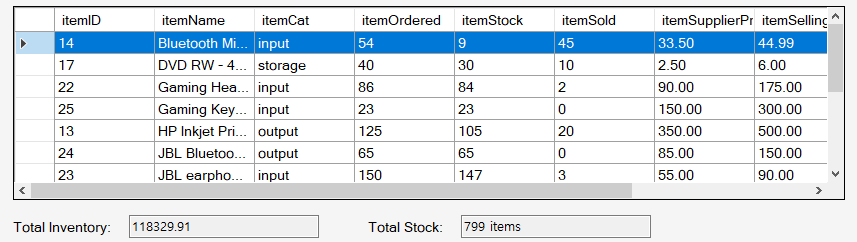 itemID itemName itemCat itemOrdered itemStock itemSold itemSupplierPr itemSelling
14 Bluetooth Mi... input 54 9 45 33.50 44.99
17 DVD RW - 4... storage 40 30 10 2.50 6.00
22 Gaming Hea... input 86 84 2 90.00 175.00
25 Gaming Key... input 23 23 0 150.00 300.00
13 HP Inkjet Pri... output 125 105 20 350.00 500.00
24 JBL Bluetoo... output 65 65 0 85.00 150.00
23 JBL earpho... input 150 147 3 55.00 90.00
Total Inventory: 118329.91 Total Stock: 799 items